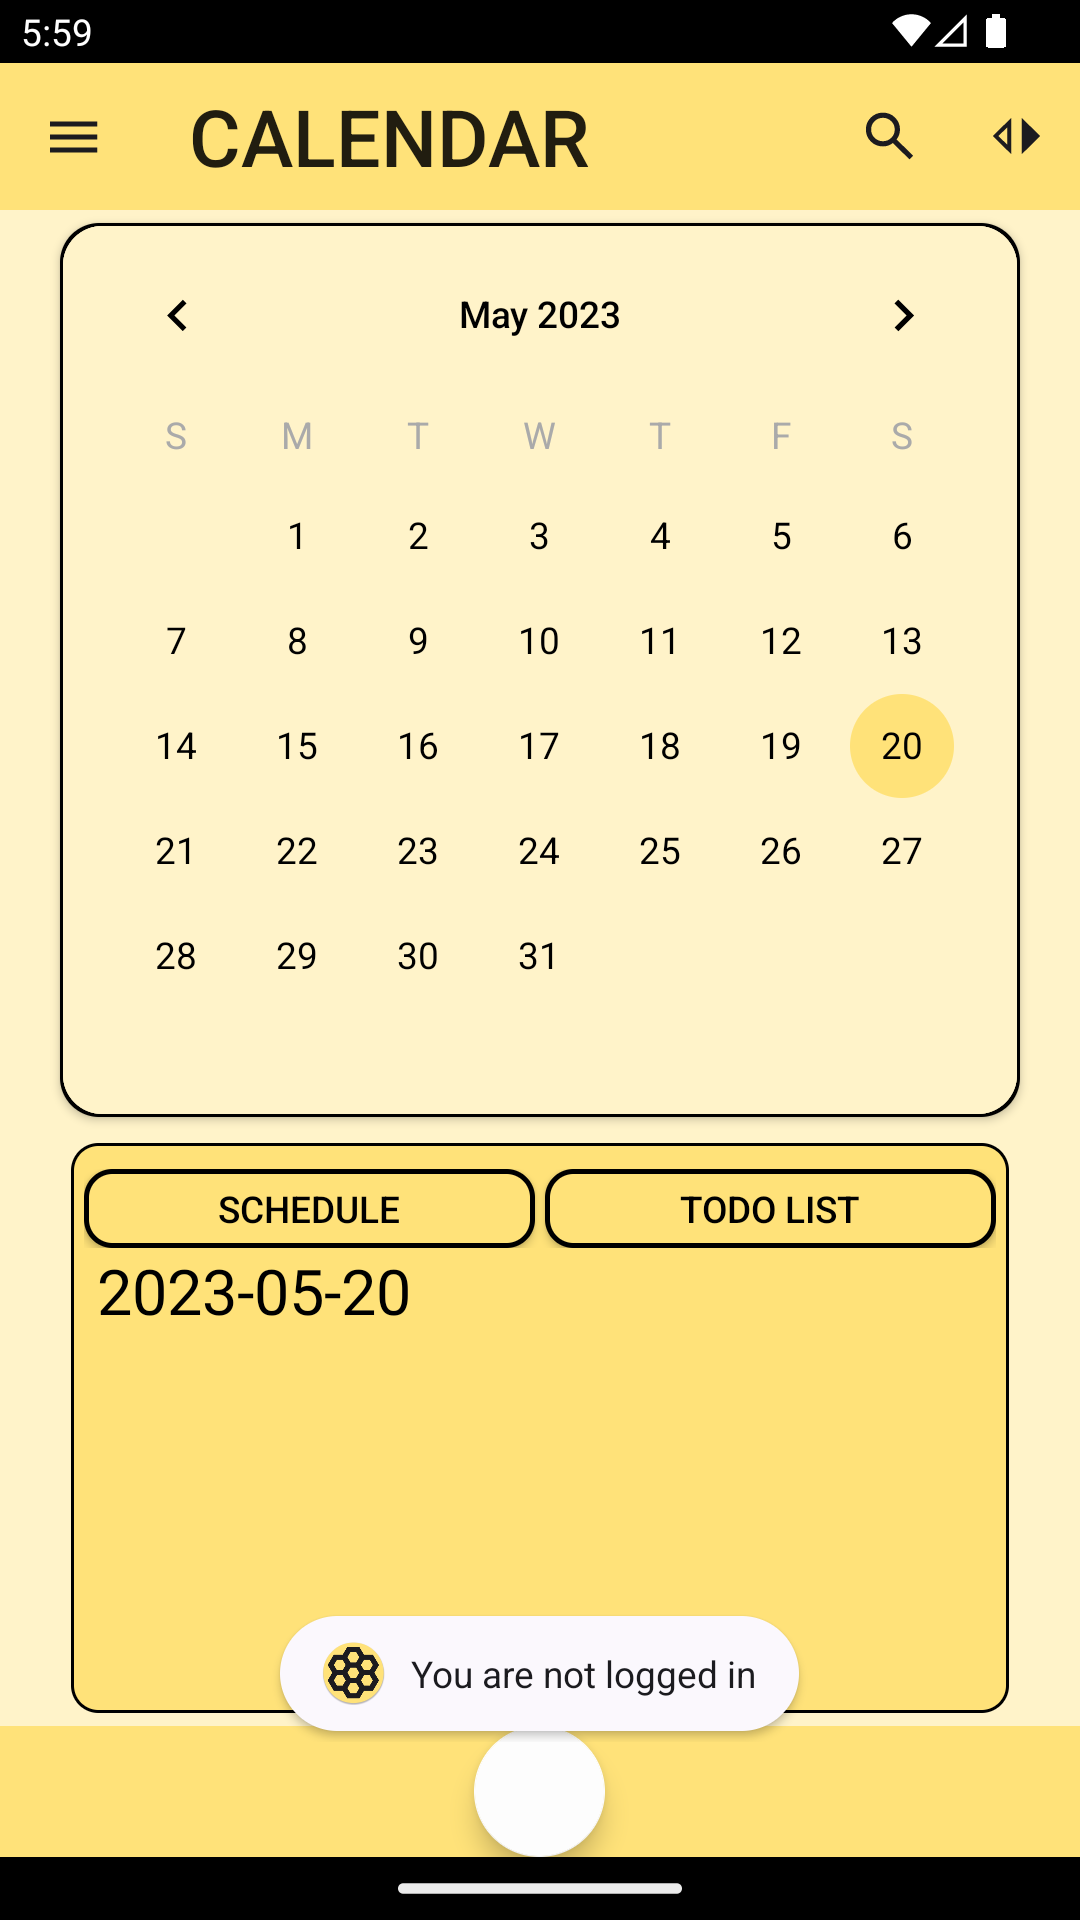 5:59
CALENDAR
May 2023
S M T W T F S
1 2 3 4 5 6
7 8 9 10 11 12 13
14 15 16 17 18 19 20
21 22 23 24 25 26 27
28 29 30 31
SCHEDULE TODO LIST
2023-05-20
You are not logged in